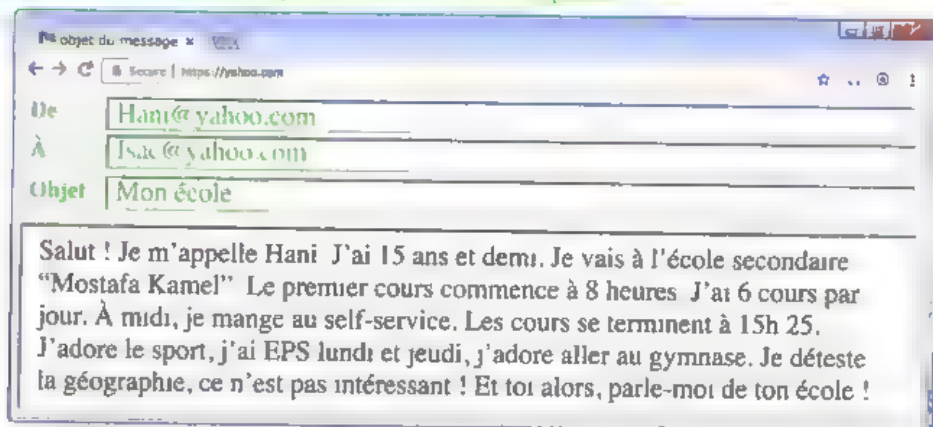 objet du message ×
Secure | https://yahoo.com
De Hani@yahoo.com
À Isac@yahoo.com
Objet Mon école
Salut ! Je m'appelle Hani J'ai 15 ans et demi. Je vais à l'école secondaire
“Mostafa Kamel” Le premier cours commence à 8 heures J'ai 6 cours par
jour. À midi, je mange au self-service. Les cours se terminent à 15h 25.
J'adore le sport, j'ai EPS lundi et jeudi, j'adore aller au gymnase. Je déteste
la géographie, ce n'est pas intéressant ! Et toi alors, parle-moi de ton école !